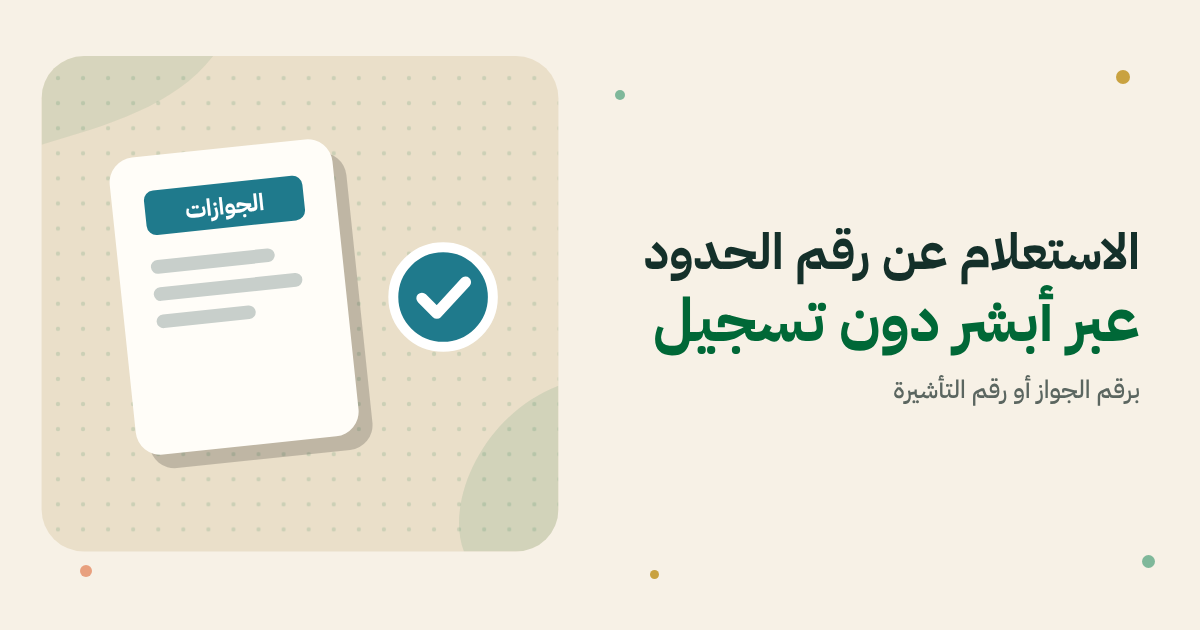 الاستعلام عن رقم الحدود
عبر أبشر دون تسجيل
برقم الجواز أو رقم التأشيرة
الجوازات